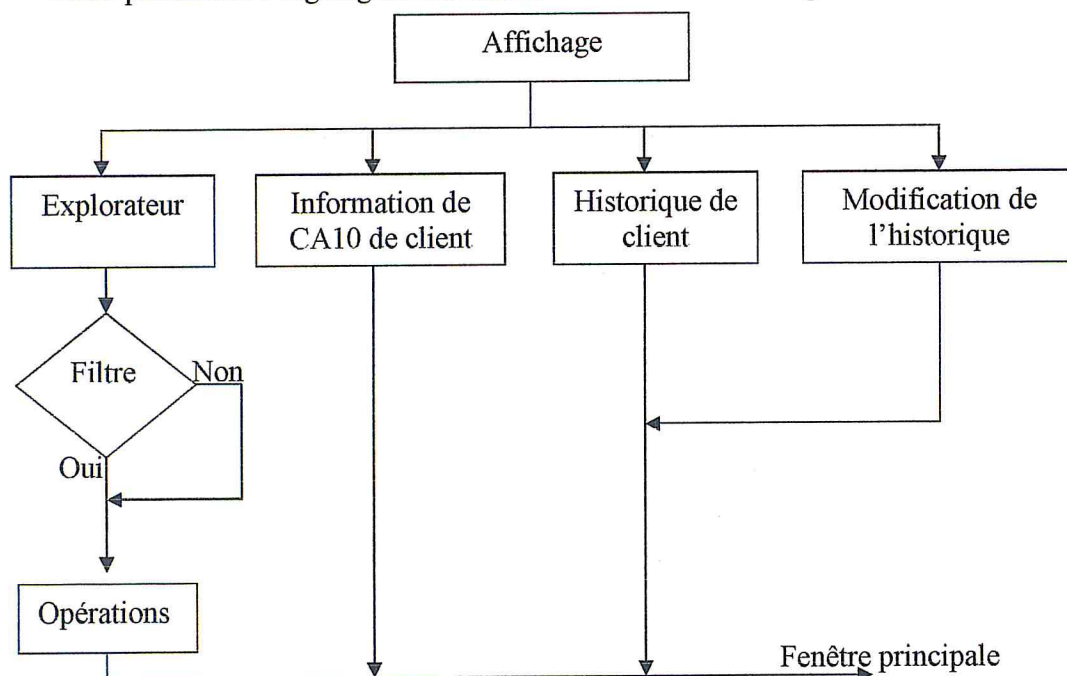 Affichage
Explorateur
Information de
CA10 de client
Historique de
client
Modification de
l’historique
Filtre
Non
Oui
Opérations
Fenêtre principale